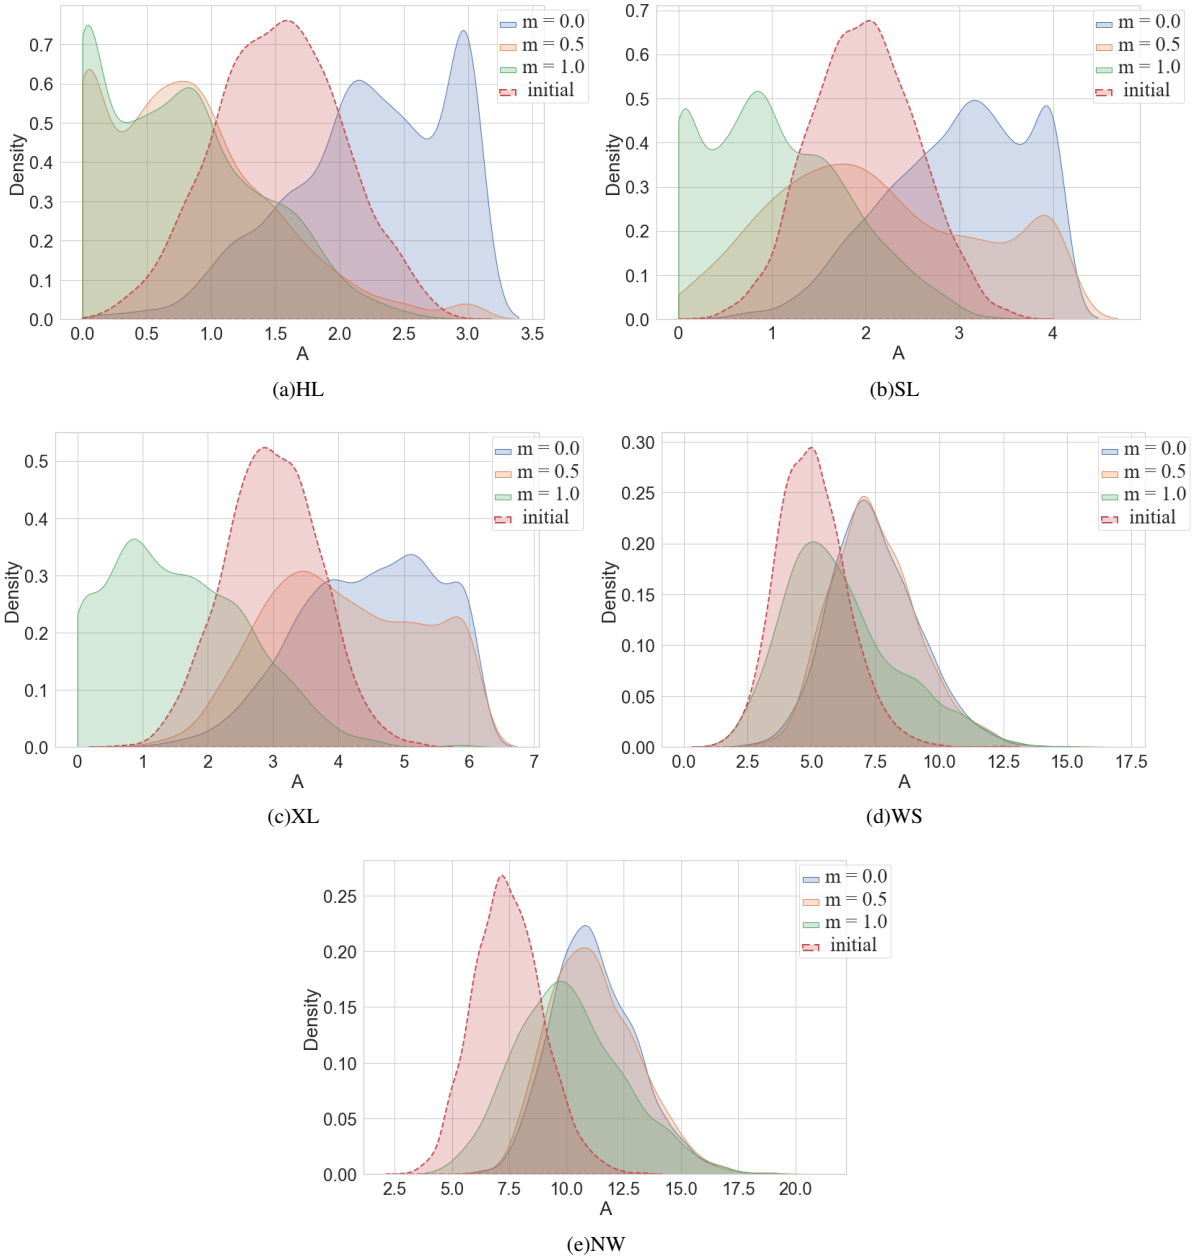 m = 0.0
m = 0.5
m = 1.0
initial
0.7
0.6
0.5
0.4
0.3
0.2
0.1
0.0
Density
0.0 0.5 1.0 1.5 2.0 2.5 3.0 3.5
A
(a)HL
m = 0.0
m = 0.5
m = 1.0
initial
0.7
0.6
0.5
0.4
0.3
0.2
0.1
0.0
Density
0 1 2 3 4
A
(b)SL
m = 0.0
m = 0.5
m = 1.0
initial
0.5
0.4
0.3
0.2
0.1
0.0
Density
0 1 2 3 4 5 6 7
A
(c)XL
m = 0.0
m = 0.5
m = 1.0
initial
0.30
0.25
0.20
0.15
0.10
0.05
0.00
Density
0.0 2.5 5.0 7.5 10.0 12.5 15.0 17.5
A
(d)WS
m = 0.0
m = 0.5
m = 1.0
initial
0.25
0.20
0.15
0.10
0.05
0.00
Density
2.5 5.0 7.5 10.0 12.5 15.0 17.5 20.0
A
(e)NW